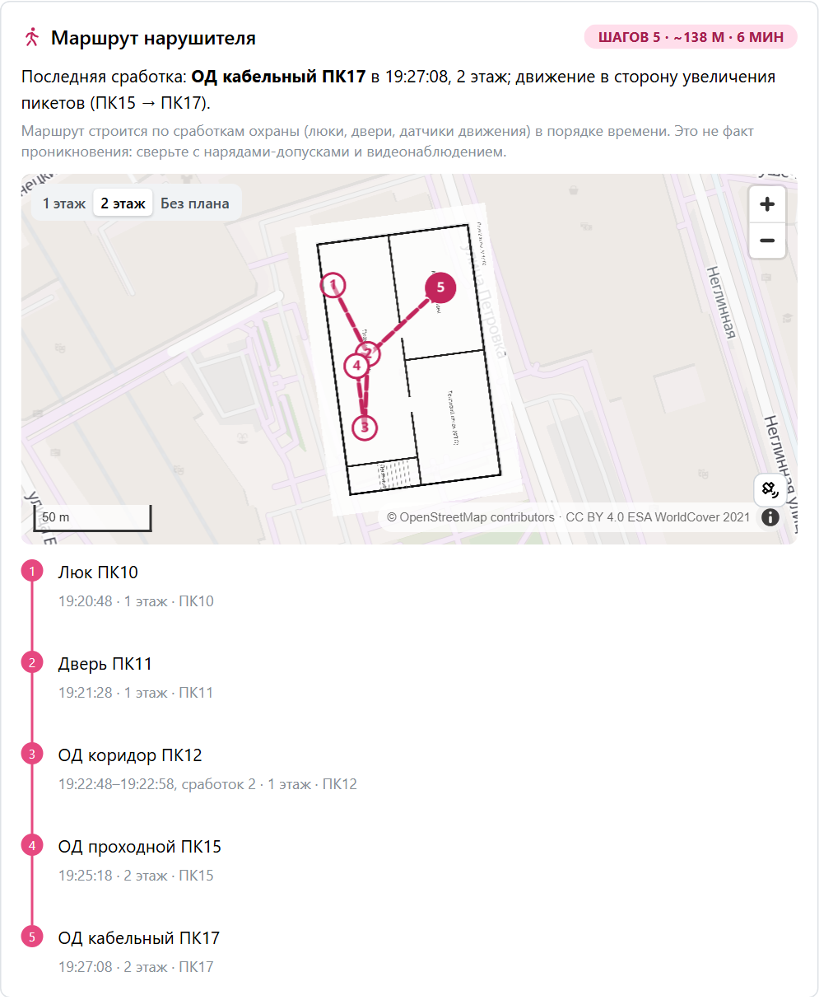 Маршрут нарушителя
ШАГОВ 5 · ~138 М · 6 МИН
Последняя сработка: ОД кабельный ПК17 в 19:27:08, 2 этаж; движение в сторону увеличения
пикетов (ПК15 → ПК17).
Маршрут строится по сработкам охраны (люки, двери, датчики движения) в порядке времени. Это не факт
проникновения: сверьте с нарядами-допусками и видеонаблюдением.
1 этаж 2 этаж Без плана
+
−
улица Петровка
Неглинная
Неглинная улица
1
5
2
4
3
50 m
© OpenStreetMap contributors · CC BY 4.0 ESA WorldCover 2021
1 Люк ПК10
19:20:48 · 1 этаж · ПК10
2 Дверь ПК11
19:21:28 · 1 этаж · ПК11
3 ОД коридор ПК12
19:22:48–19:22:58, сработок 2 · 1 этаж · ПК12
4 ОД проходной ПК15
19:25:18 · 2 этаж · ПК15
5 ОД кабельный ПК17
19:27:08 · 2 этаж · ПК17